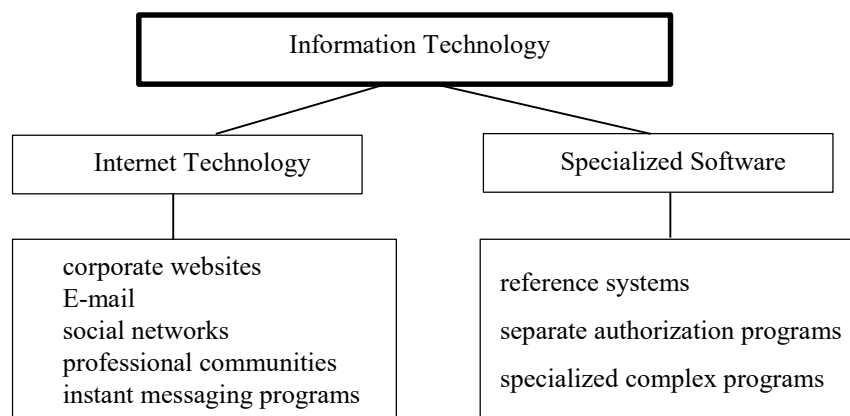 Information Technology
Internet Technology
Specialized Software
corporate websites
E-mail
social networks
professional communities
instant messaging programs
reference systems
separate authorization programs
specialized complex programs